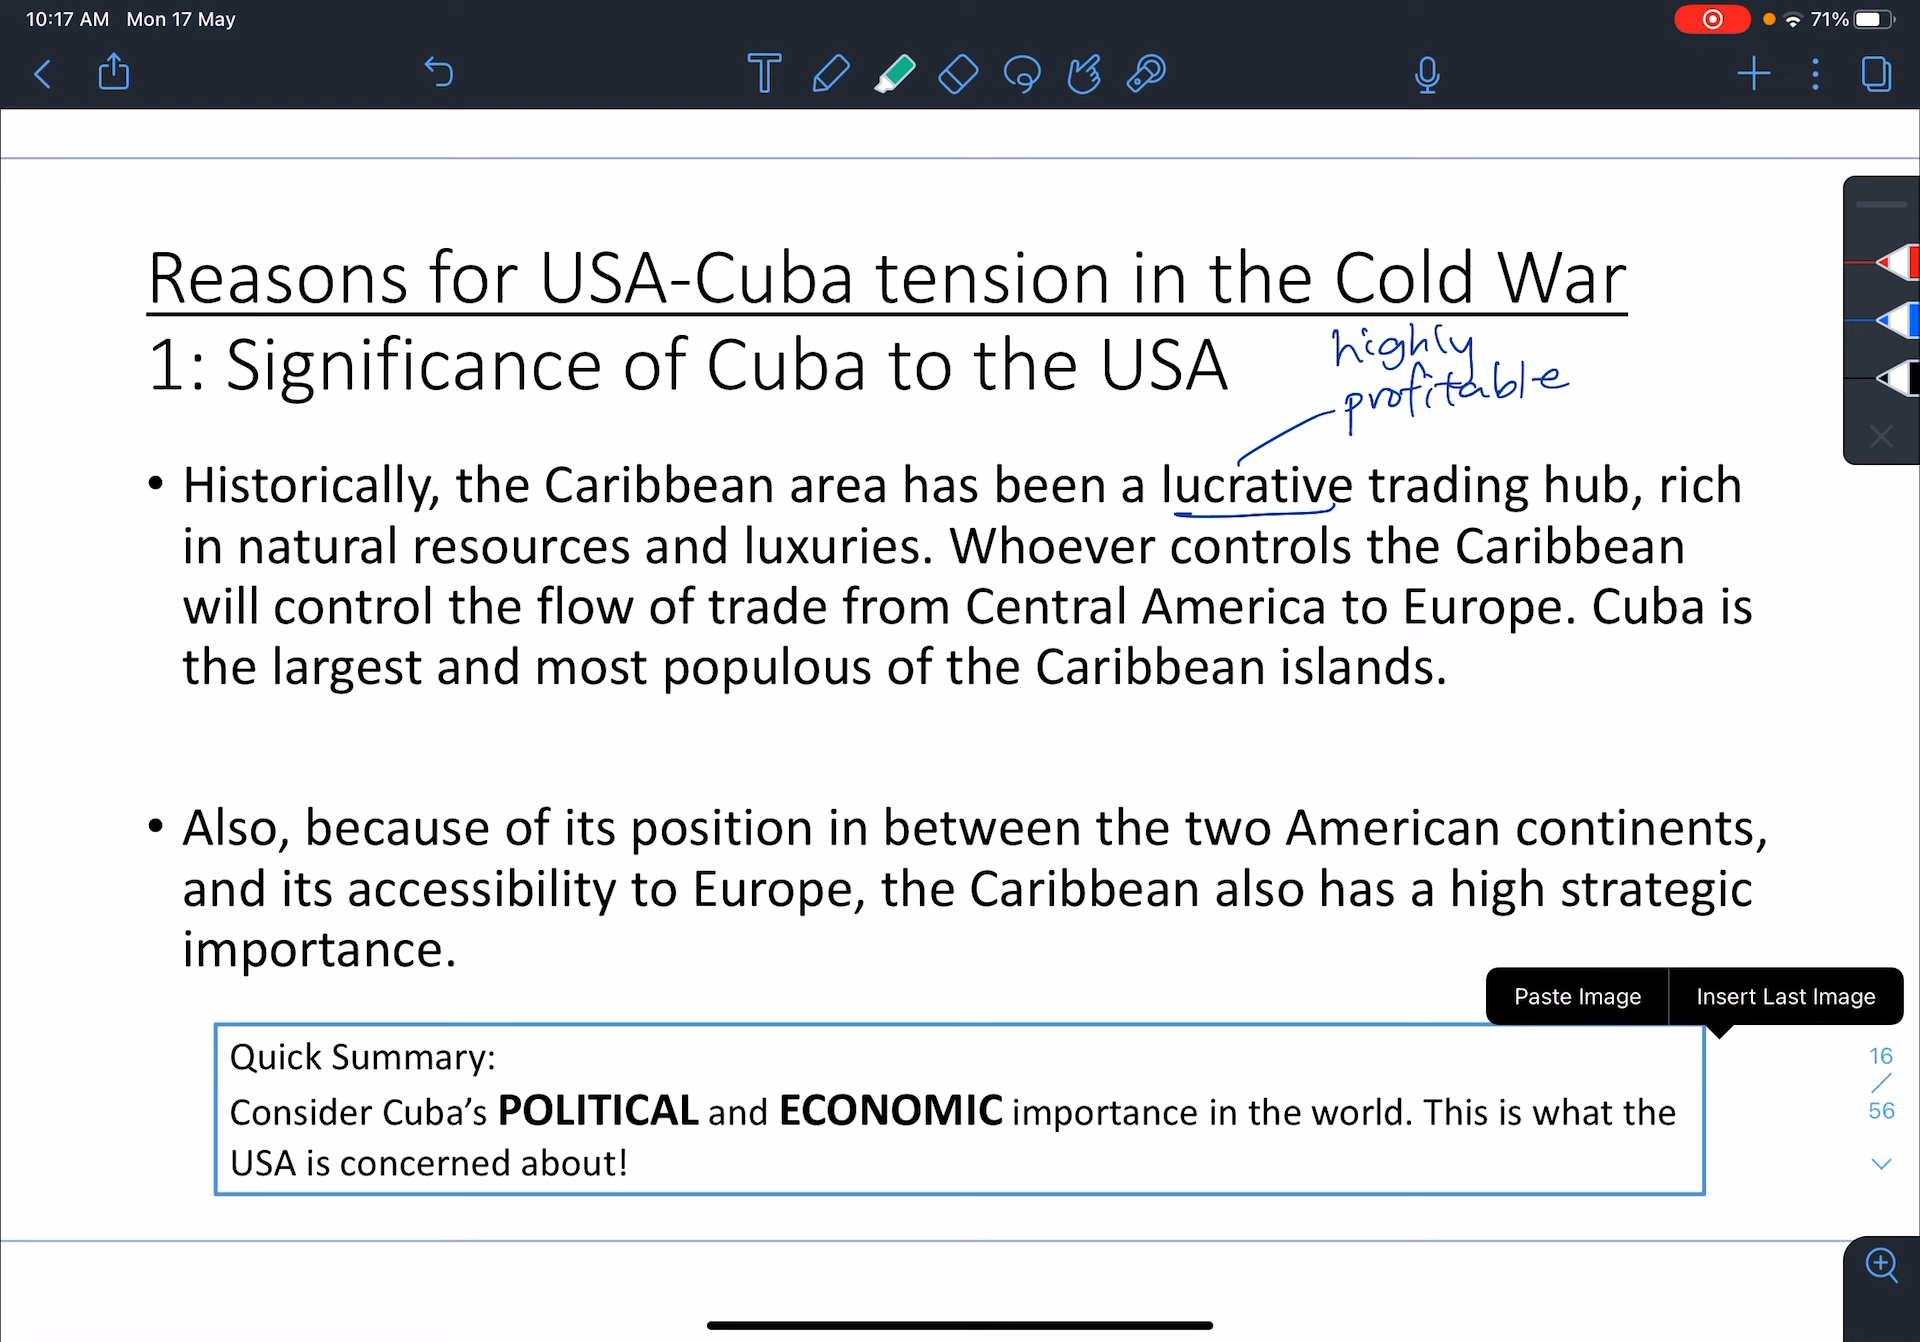 10:17 AM Mon 17 May
71%
Reasons for USA-Cuba tension in the Cold War
1: Significance of Cuba to the USA
highly
profitable
• Historically, the Caribbean area has been a lucrative trading hub, rich
in natural resources and luxuries. Whoever controls the Caribbean
will control the flow of trade from Central America to Europe. Cuba is
the largest and most populous of the Caribbean islands.
• Also, because of its position in between the two American continents,
and its accessibility to Europe, the Caribbean also has a high strategic
importance.
Paste Image Insert Last Image
Quick Summary:
Consider Cuba’s POLITICAL and ECONOMIC importance in the world. This is what the
USA is concerned about!
16
/
56